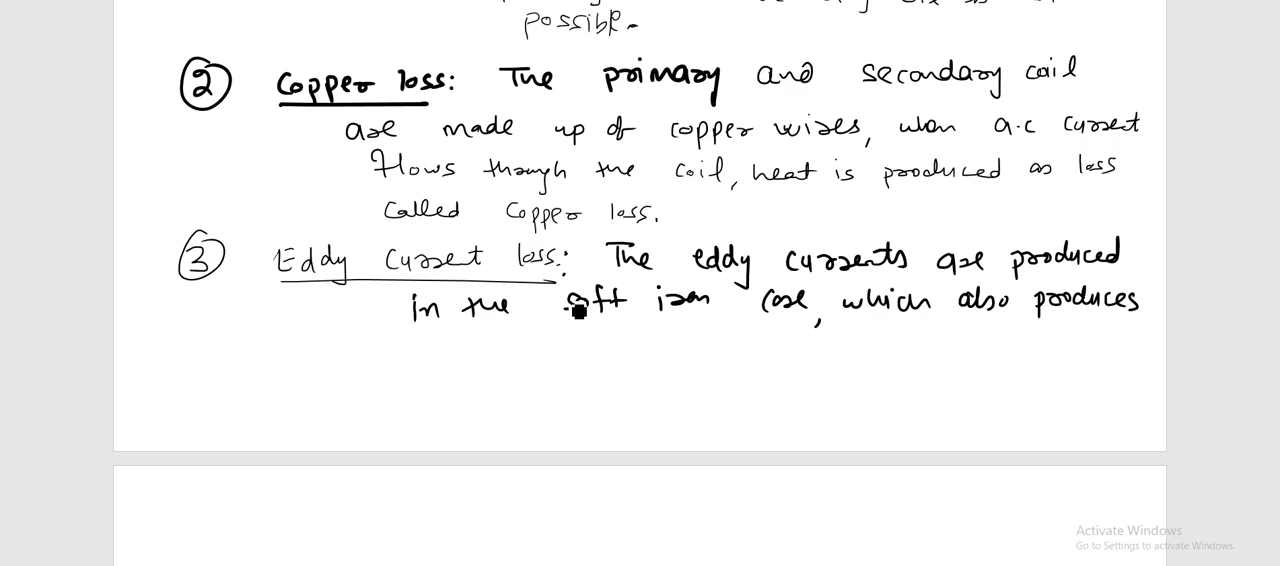 possible.
② Copper loss: The primary and secondary coil
are made up of copper wires, when a.c current
flows through the coil, heat is produced as loss
called copper loss.
③ Eddy current loss: The eddy currents are produced
in the soft iron core, which also produces
Activate Windows
Go to Settings to activate Windows.